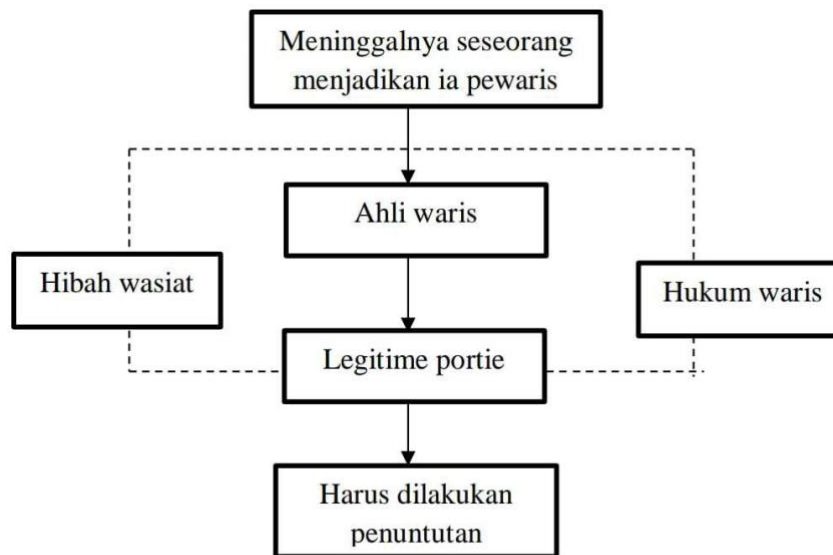 Meninggalnya seseorang
menjadikan ia pewaris
Ahli waris
Hibah wasiat
Hukum waris
Legitime portie
Harus dilakukan
penuntutan